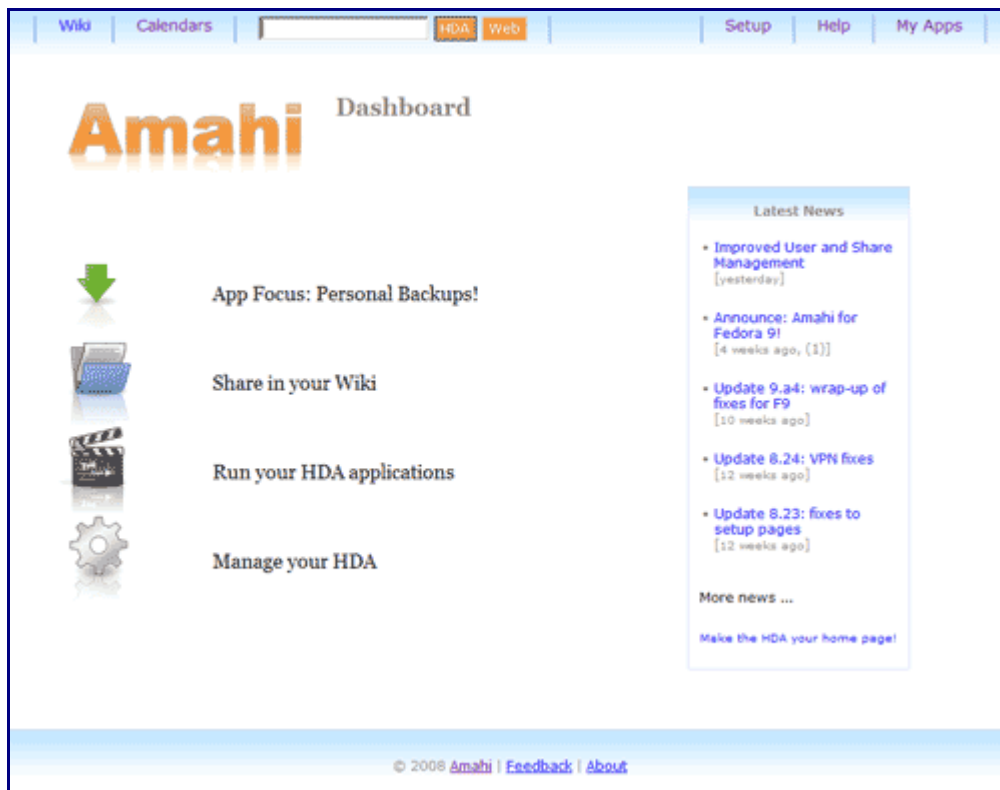 Wiki
Calendars
HDA
Web
Setup
Help
My Apps
Amahi
Dashboard
App Focus: Personal Backups!
Share in your Wiki
Run your HDA applications
Manage your HDA
Latest News
• Improved User and Share
Management
[yesterday]
• Announce: Amahi for
Fedora 9!
[4 weeks ago, (1)]
• Update 9.a4: wrap-up of
fixes for F9
[10 weeks ago]
• Update 8.24: VPN fixes
[12 weeks ago]
• Update 8.23: fixes to
setup pages
[12 weeks ago]
More news ...
Make the HDA your home page!
© 2008 Amahi | Feedback | About